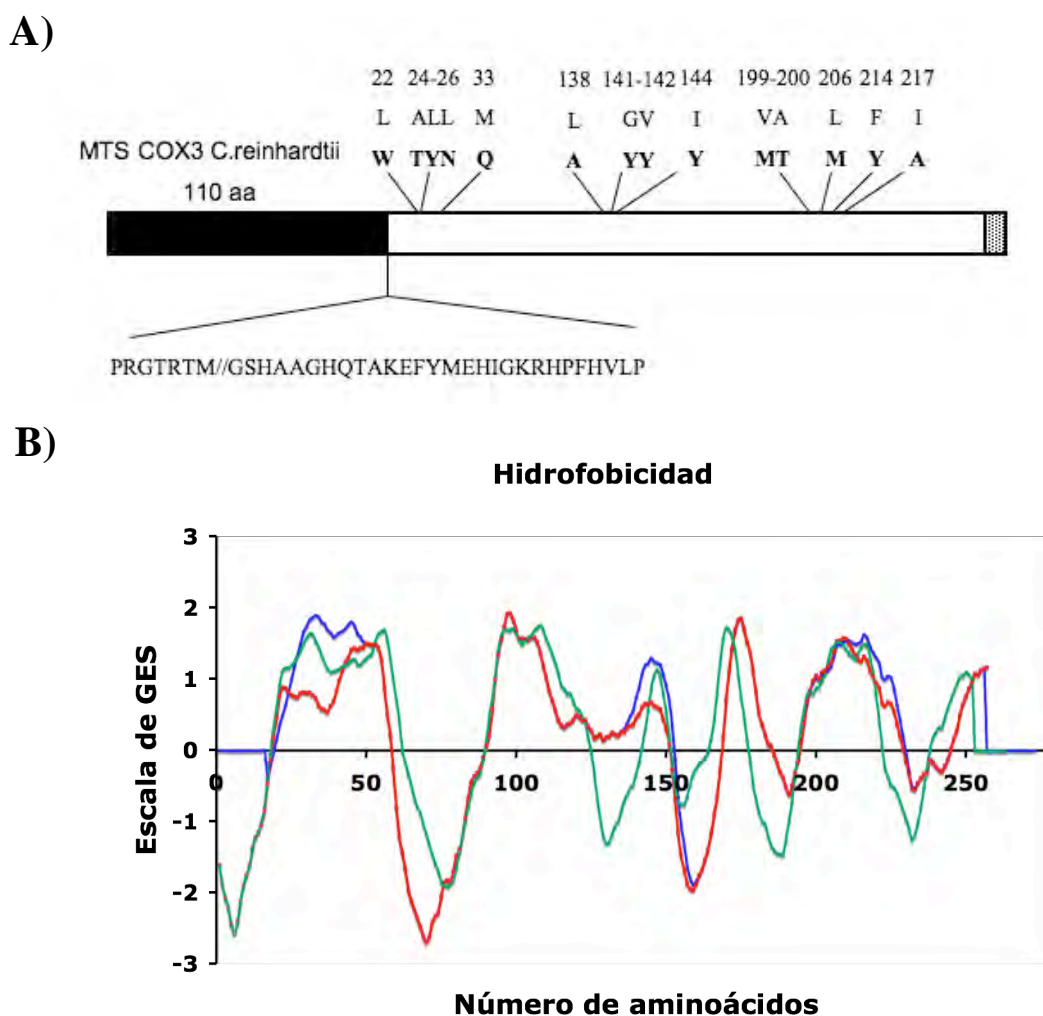 A)
22 24-26 33 138 141-142 144 199-200 206 214 217
L ALL M L GV I VA L F I
W TYN Q A YY Y MT M Y A
MTS COX3 C.reinhardtii
110 aa
PRGTRTM//GSHAAGHQTAKEFYMEHIGKRHPFHVLP
B)
Hidrofobicidad
Escala de GES
3
2
1
0
-1
-2
-3
0 50 100 150 200 250
Número de aminoácidos